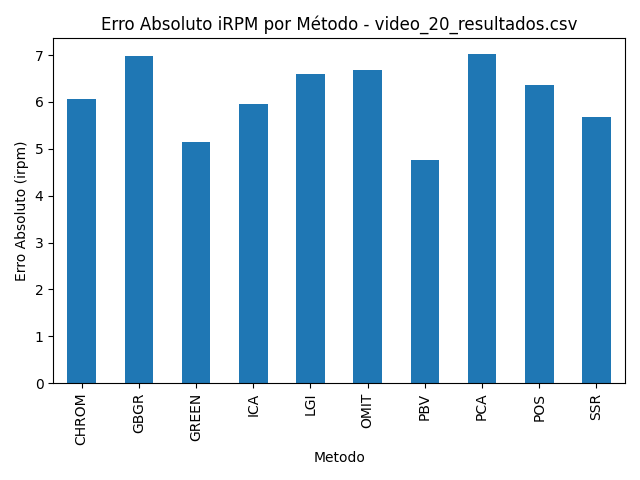 Erro Absoluto iRPM por Método - video_20_resultados.csv
Erro Absoluto (irpm)
7
6
5
4
3
2
1
0
CHROM
GBGR
GREEN
ICA
LGI
OMIT
PBV
PCA
POS
SSR
Metodo